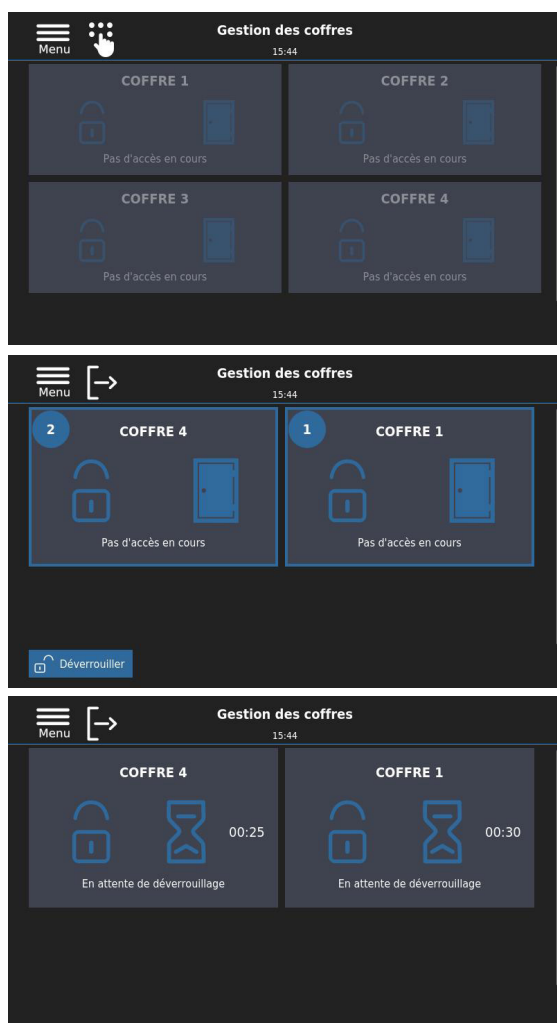 Gestion des coffres
Menu
15:44
COFFRE 1
COFFRE 2
Pas d'accès en cours
Pas d'accès en cours
COFFRE 3
COFFRE 4
Pas d'accès en cours
Pas d'accès en cours
Gestion des coffres
Menu
15:44
2
COFFRE 4
1
COFFRE 1
Pas d'accès en cours
Pas d'accès en cours
Déverrouiller
Gestion des coffres
Menu
15:44
COFFRE 4
COFFRE 1
00:25
00:30
En attente de déverrouillage
En attente de déverrouillage